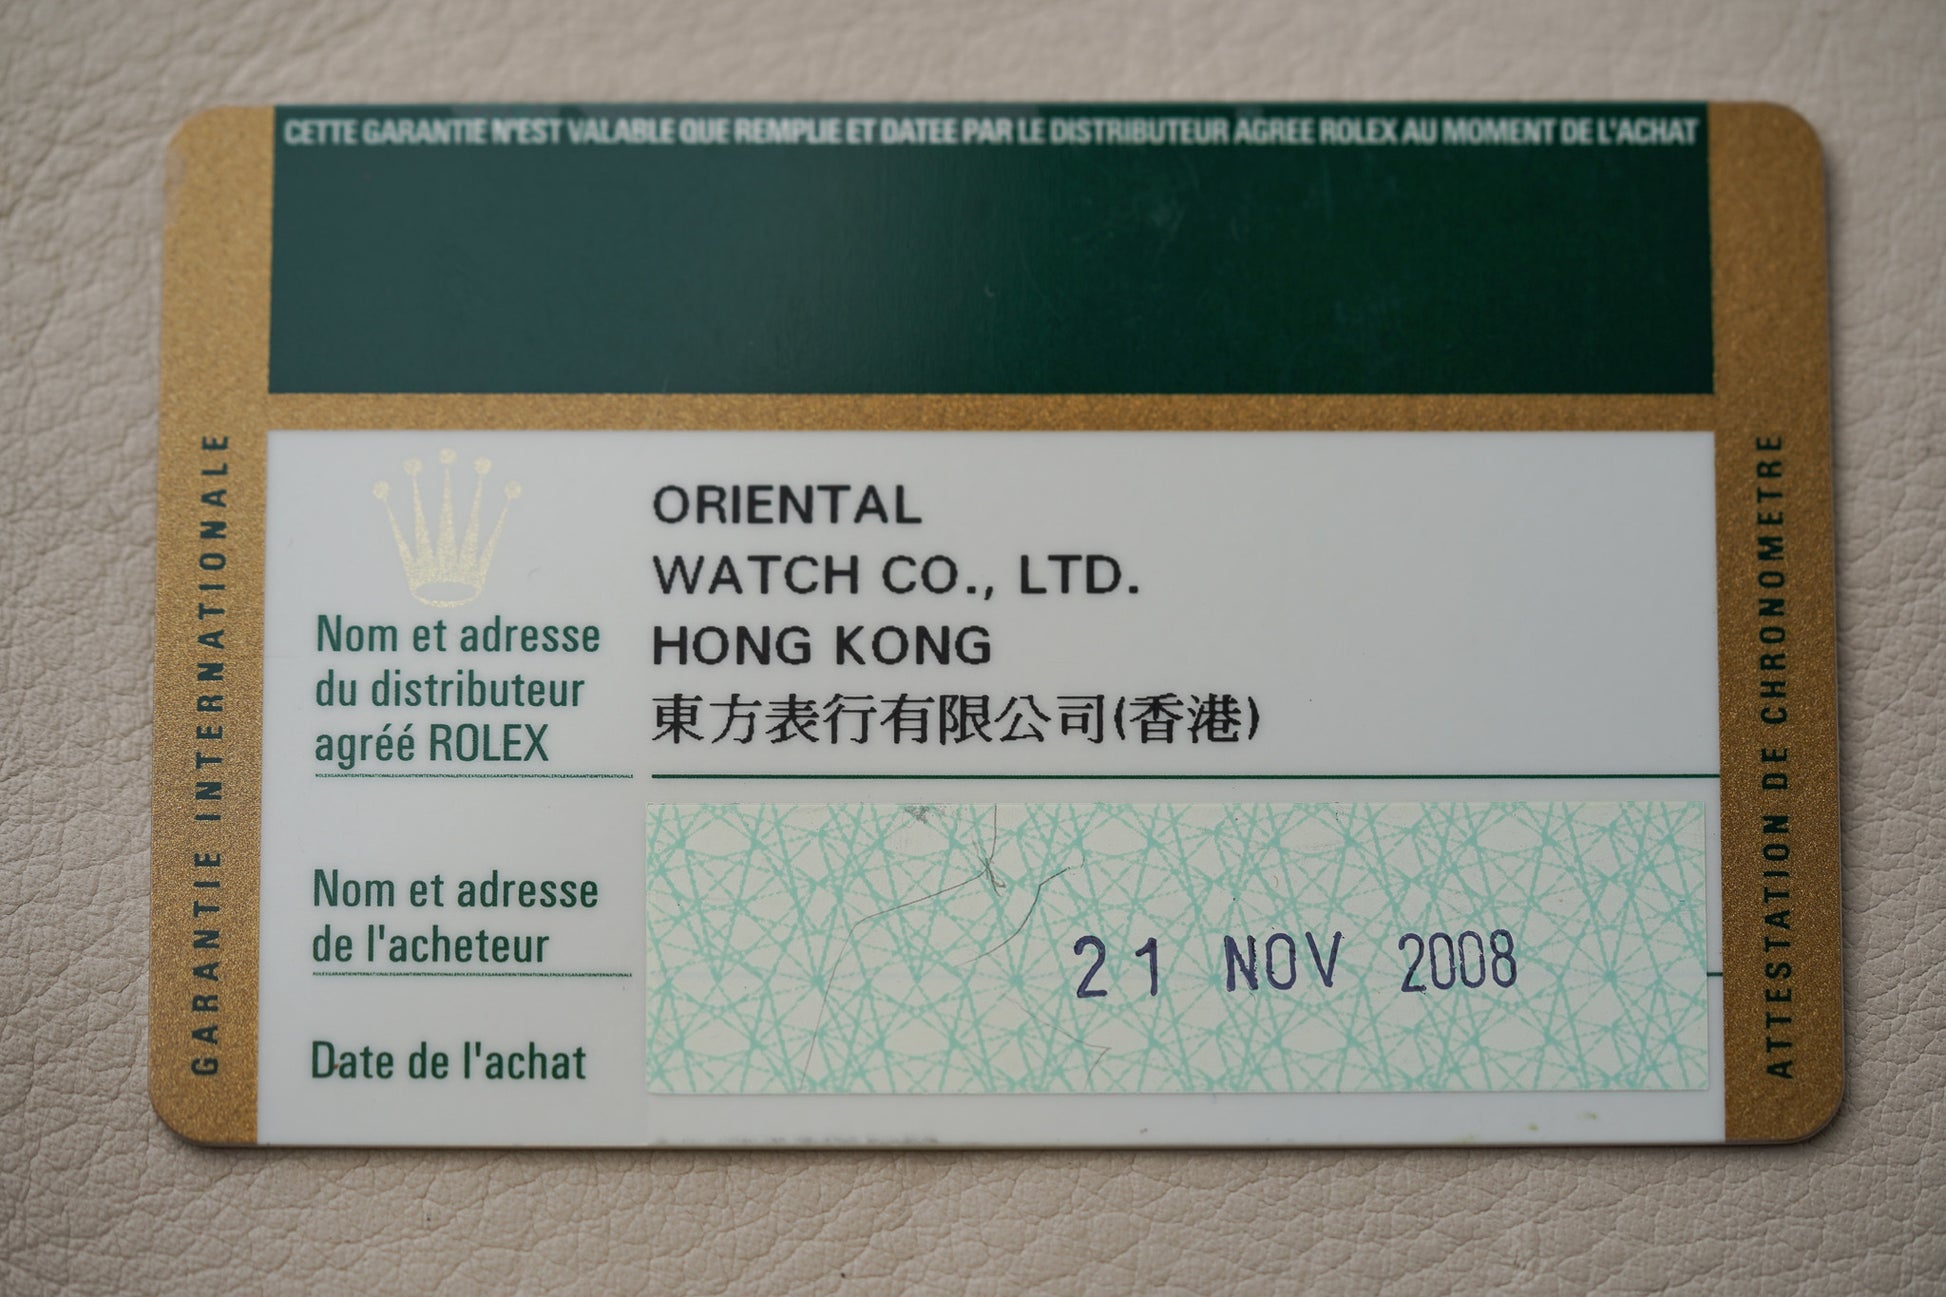 CETTE GARANTIE N'EST VALABLE QUE REMPLIE ET DATEE PAR LE DISTRIBUTEUR AGREE ROLEX AU MOMENT DE L'ACHAT
GARANTIE INTERNATIONALE
ORIENTAL
WATCH CO., LTD.
HONG KONG
東方表行有限公司(香港)
Nom et adresse
du distributeur
agréé ROLEX
Nom et adresse
de l'acheteur
21 NOV 2008
Date de l'achat
ATTESTATION DE CHRONOMETRE